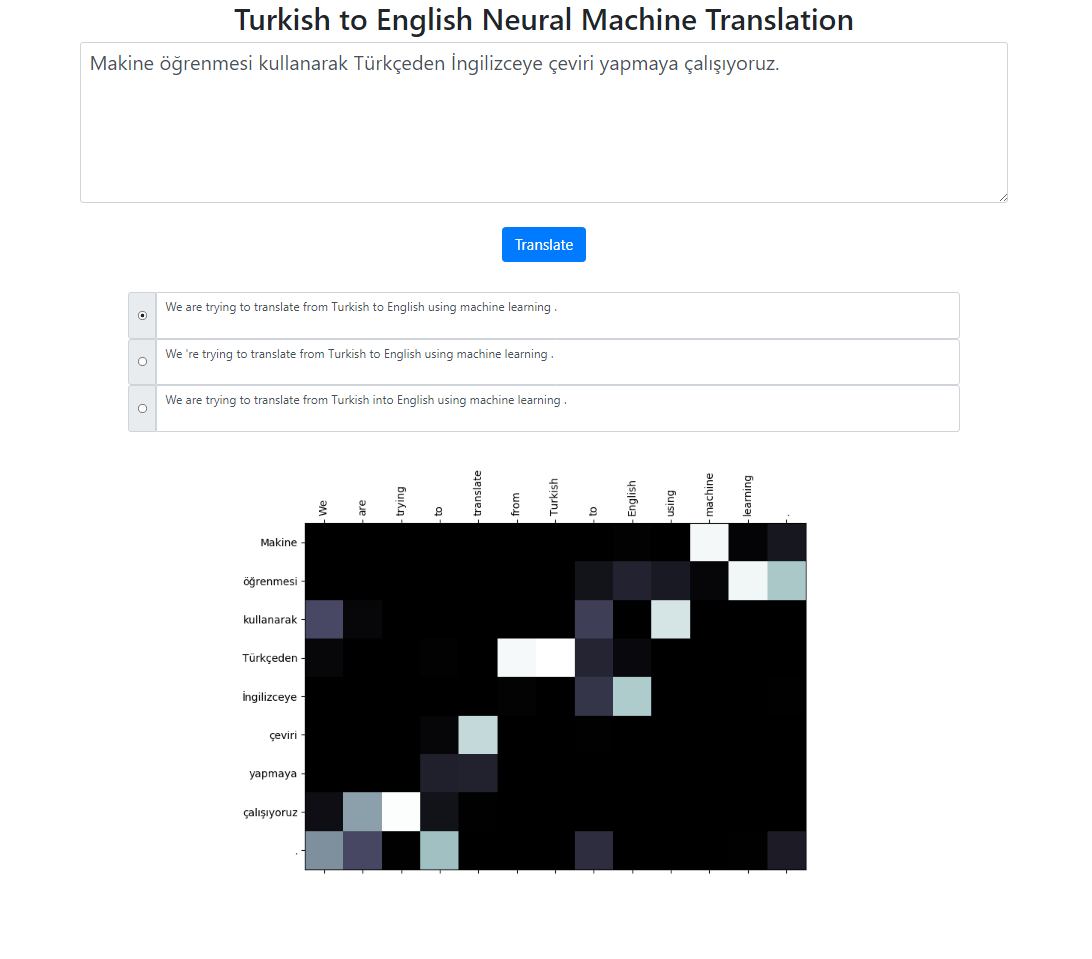 Turkish to English Neural Machine Translation
Makine öğrenmesi kullanarak Türkçeden İngilizceye çeviri yapmaya çalışıyoruz.
Translate
We are trying to translate from Turkish to English using machine learning .
We 're trying to translate from Turkish to English using machine learning .
We are trying to translate from Turkish into English using machine learning .
We are trying to translate from Turkish to English using machine learning .
Makine
öğrenmesi
kullanarak
Türkçeden
İngilizceye
çeviri
yapmaya
çalışıyoruz
.